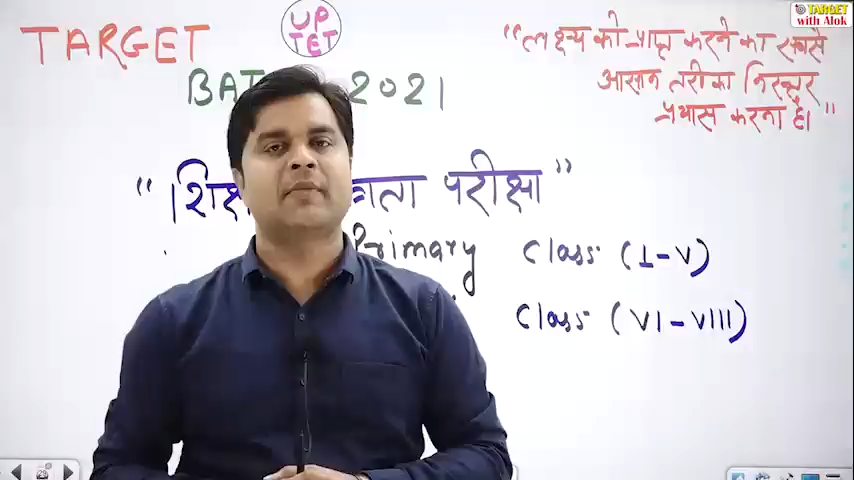 TARGET
UP
TET
BAT 2021
"लक्ष्य को प्राप्त करने का सबसे
आसान तरीका निरन्तर
प्रयास करना है।"
परीक्षा"
Primary Class (I-V)
Class (VI-VIII)
TARGET
with Alok
29